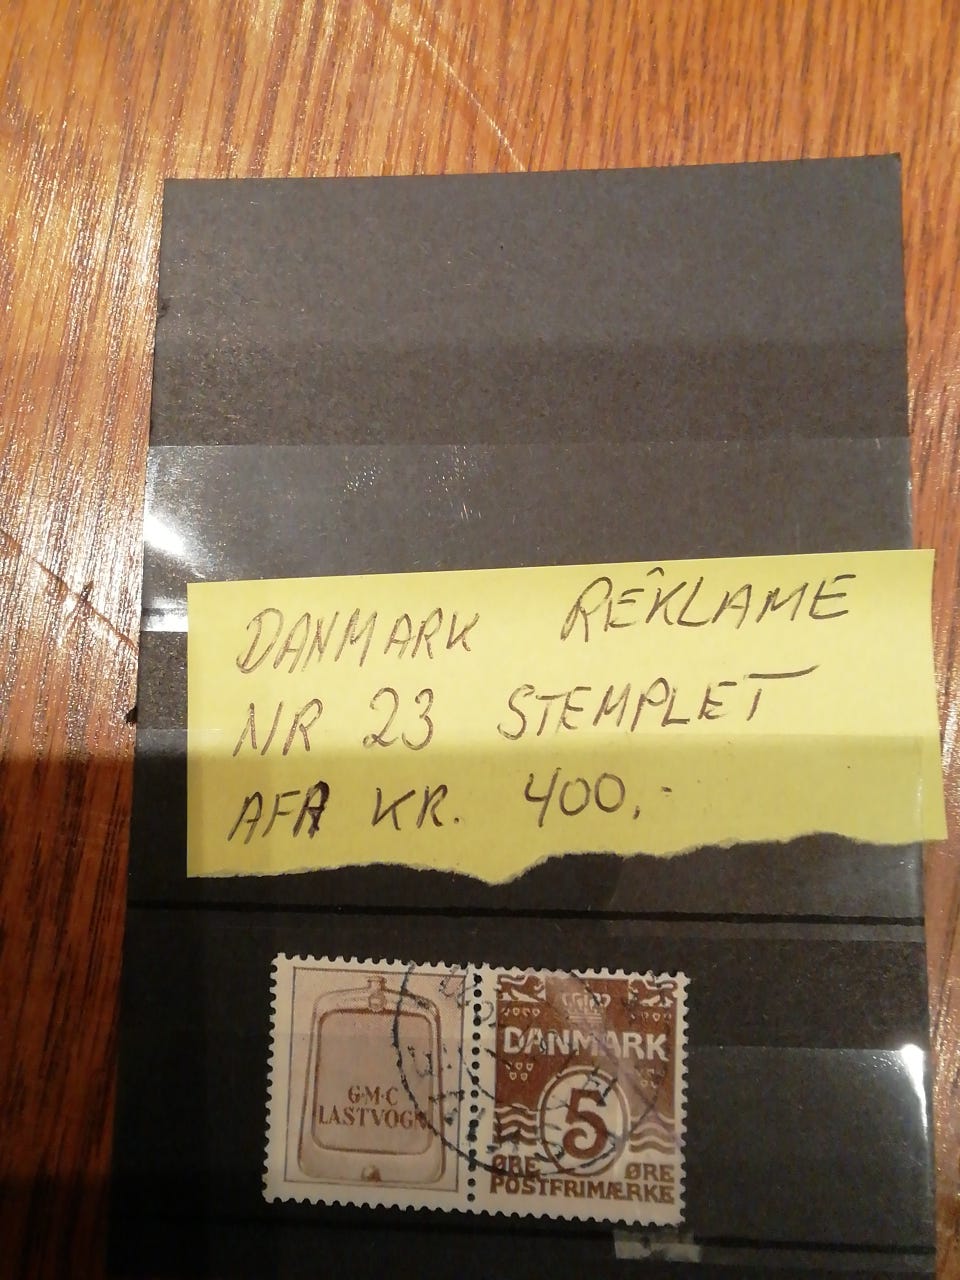 DANMARK REKLAME
NR 23 STEMPLET
AFA KR. 400,-
G·M·C
LASTVOGN
DANMARK
5
ØRE ØRE
POSTFRIMÆRKE